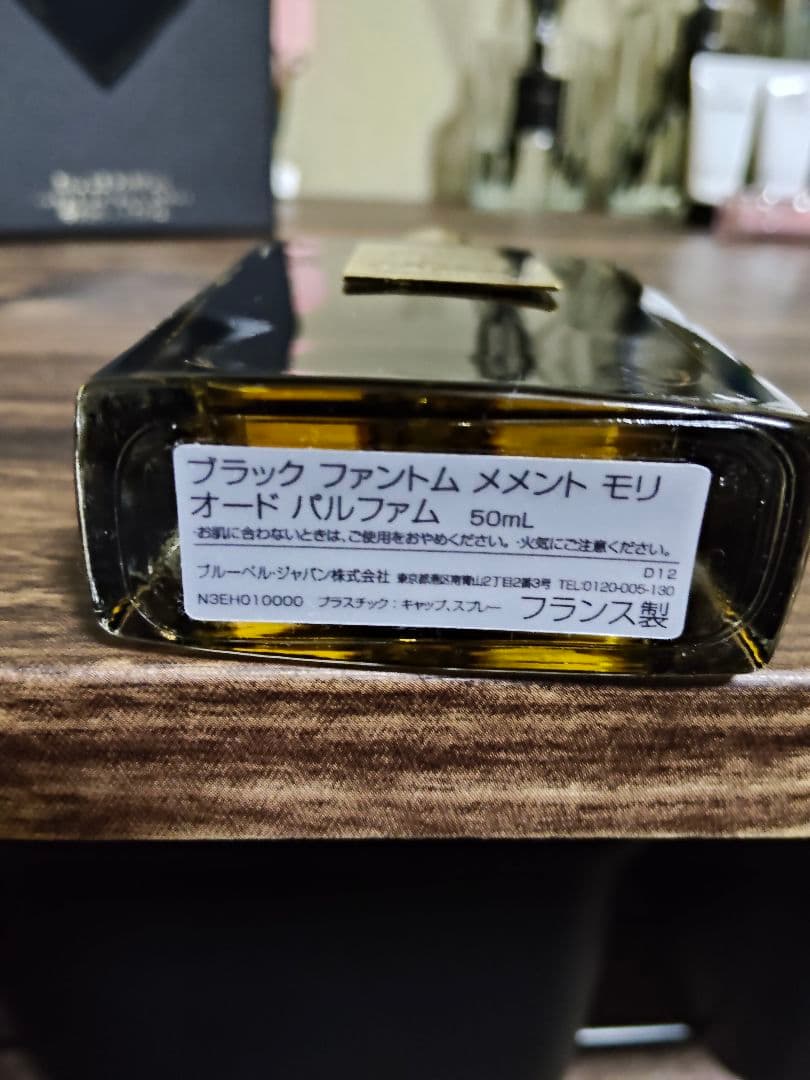 ブラック ファントム メメント モリ
オード パルファム 50mL
·お肌に合わないときは、ご使用をおやめください。·火気にご注意ください。
D12
ブルーベル·ジャパン株式会社 東京都港区南青山2丁目2番3号 TEL:0120-005-130
N3EH010000 プラスチック:キャップ、スプレー フランス製